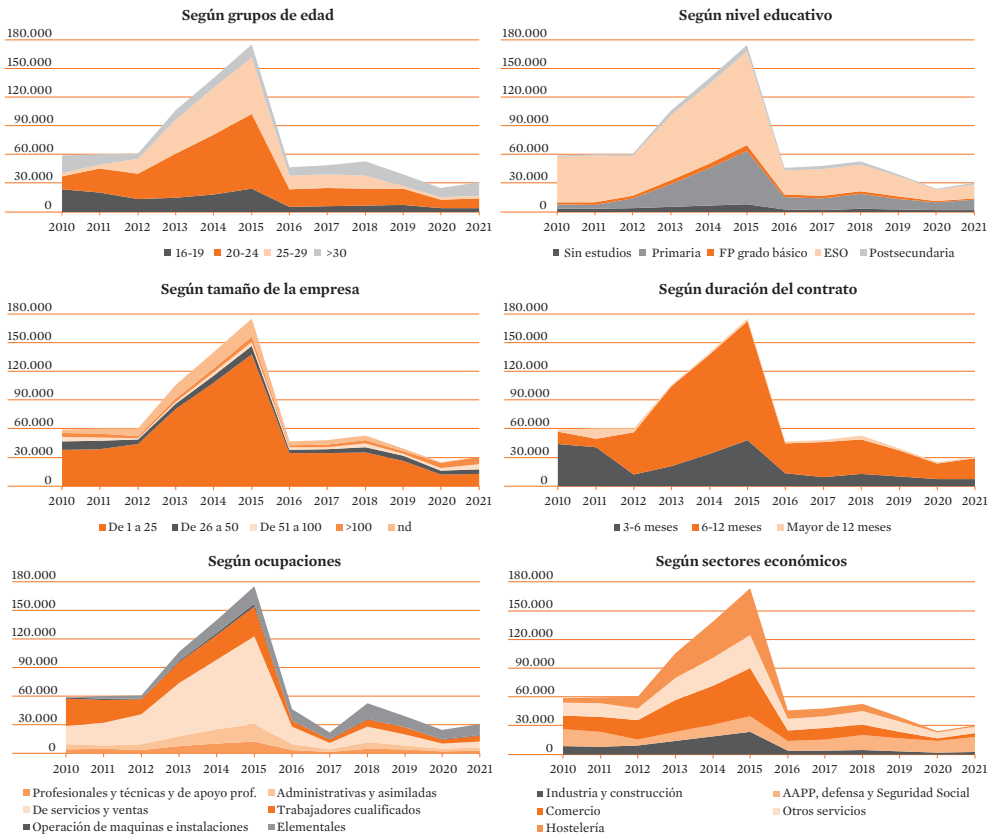 Según grupos de edad
180.000
150.000
120.000
90.000
60.000
30.000
0
2010 2011 2012 2013 2014 2015 2016 2017 2018 2019 2020 2021
16-19 20-24 25-29 >30
Según nivel educativo
180.000
150.000
120.000
90.000
60.000
30.000
0
2010 2011 2012 2013 2014 2015 2016 2017 2018 2019 2020 2021
Sin estudios Primaria FP grado básico ESO Postsecundaria
Según tamaño de la empresa
180.000
150.000
120.000
90.000
60.000
30.000
0
2010 2011 2012 2013 2014 2015 2016 2017 2018 2019 2020 2021
De 1 a 25 De 26 a 50 De 51 a 100 >100 nd
Según duración del contrato
180.000
150.000
120.000
90.000
60.000
30.000
0
2010 2011 2012 2013 2014 2015 2016 2017 2018 2019 2020 2021
3-6 meses 6-12 meses Mayor de 12 meses
Según ocupaciones
180.000
150.000
120.000
90.000
60.000
30.000
0
2010 2011 2012 2013 2014 2015 2016 2017 2018 2019 2020 2021
Profesionales y técnicas y de apoyo prof. Administrativas y asimiladas
De servicios y ventas Trabajadores cualificados
Operación de maquinas e instalaciones Elementales
Según sectores económicos
180.000
150.000
120.000
90.000
60.000
30.000
0
2010 2011 2012 2013 2014 2015 2016 2017 2018 2019 2020 2021
Industria y construcción AAPP, defensa y Seguridad Social
Comercio Otros servicios
Hostelería